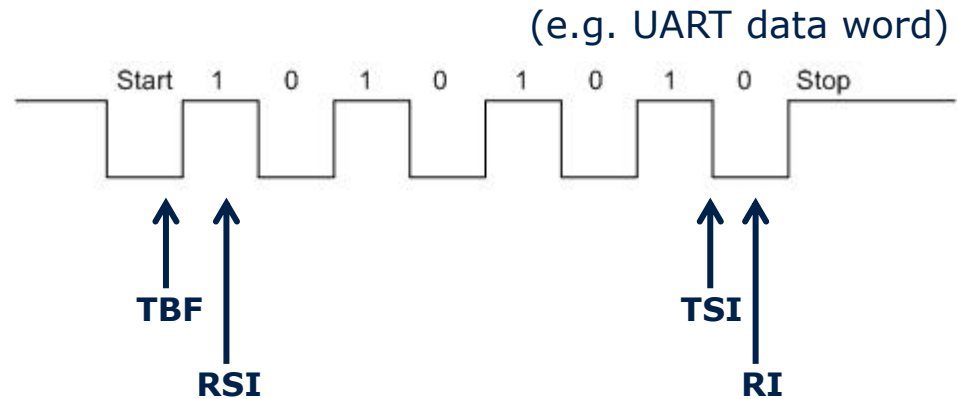 (e.g. UART data word)
Start 1 0 1 0 1 0 1 0 Stop
TBF TSI
RSI RI